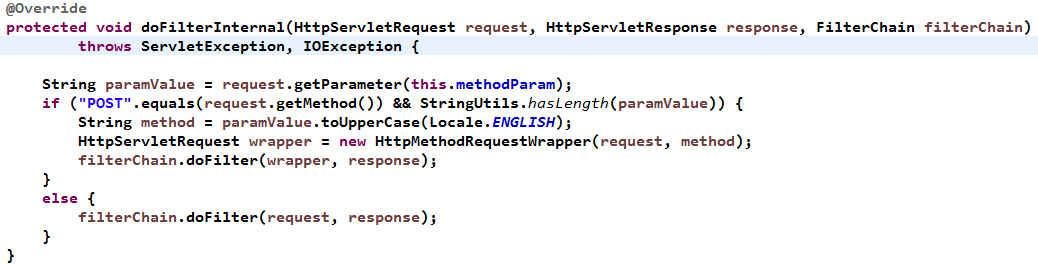 @Override
protected void doFilterInternal(HttpServletRequest request, HttpServletResponse response, FilterChain filterChain)
        throws ServletException, IOException {

    String paramValue = request.getParameter(this.methodParam);
    if ("POST".equals(request.getMethod()) && StringUtils.hasLength(paramValue)) {
        String method = paramValue.toUpperCase(Locale.ENGLISH);
        HttpServletRequest wrapper = new HttpMethodRequestWrapper(request, method);
        filterChain.doFilter(wrapper, response);
    }
    else {
        filterChain.doFilter(request, response);
    }
}